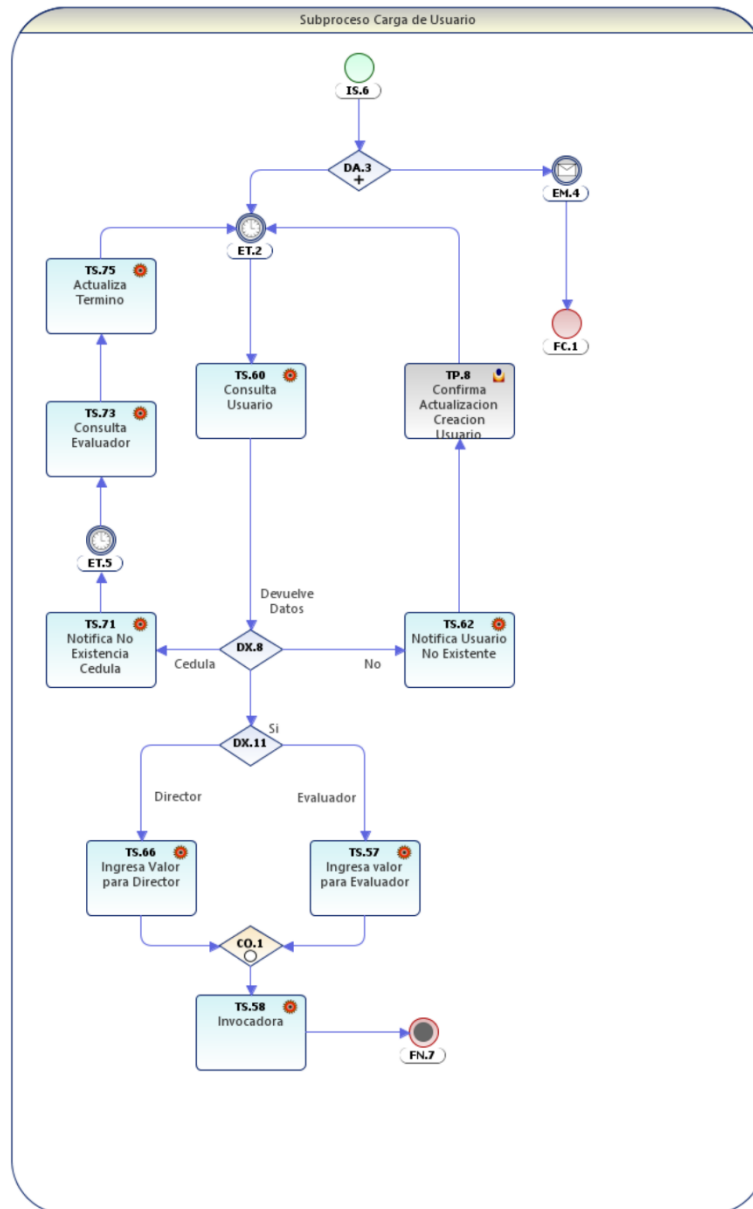 Subproceso Carga de Usuario
IS.6
DA.3
EM.4
ET.2
TS.75
Actualiza
Termino
FC.1
TS.60
Consulta
Usuario
TP.8
Confirma
Actualizacion
Creacion
Usuario
TS.73
Consulta
Evaluador
ET.5
Devuelve
Datos
TS.71
Notifica No
Existencia
Cedula
TS.62
Notifica Usuario
No Existente
DX.8
Cedula
No
Si
DX.11
Director
Evaluador
TS.66
Ingresa Valor
para Director
TS.57
Ingresa valor
para Evaluador
CO.1
TS.58
Invocadora
FN.7